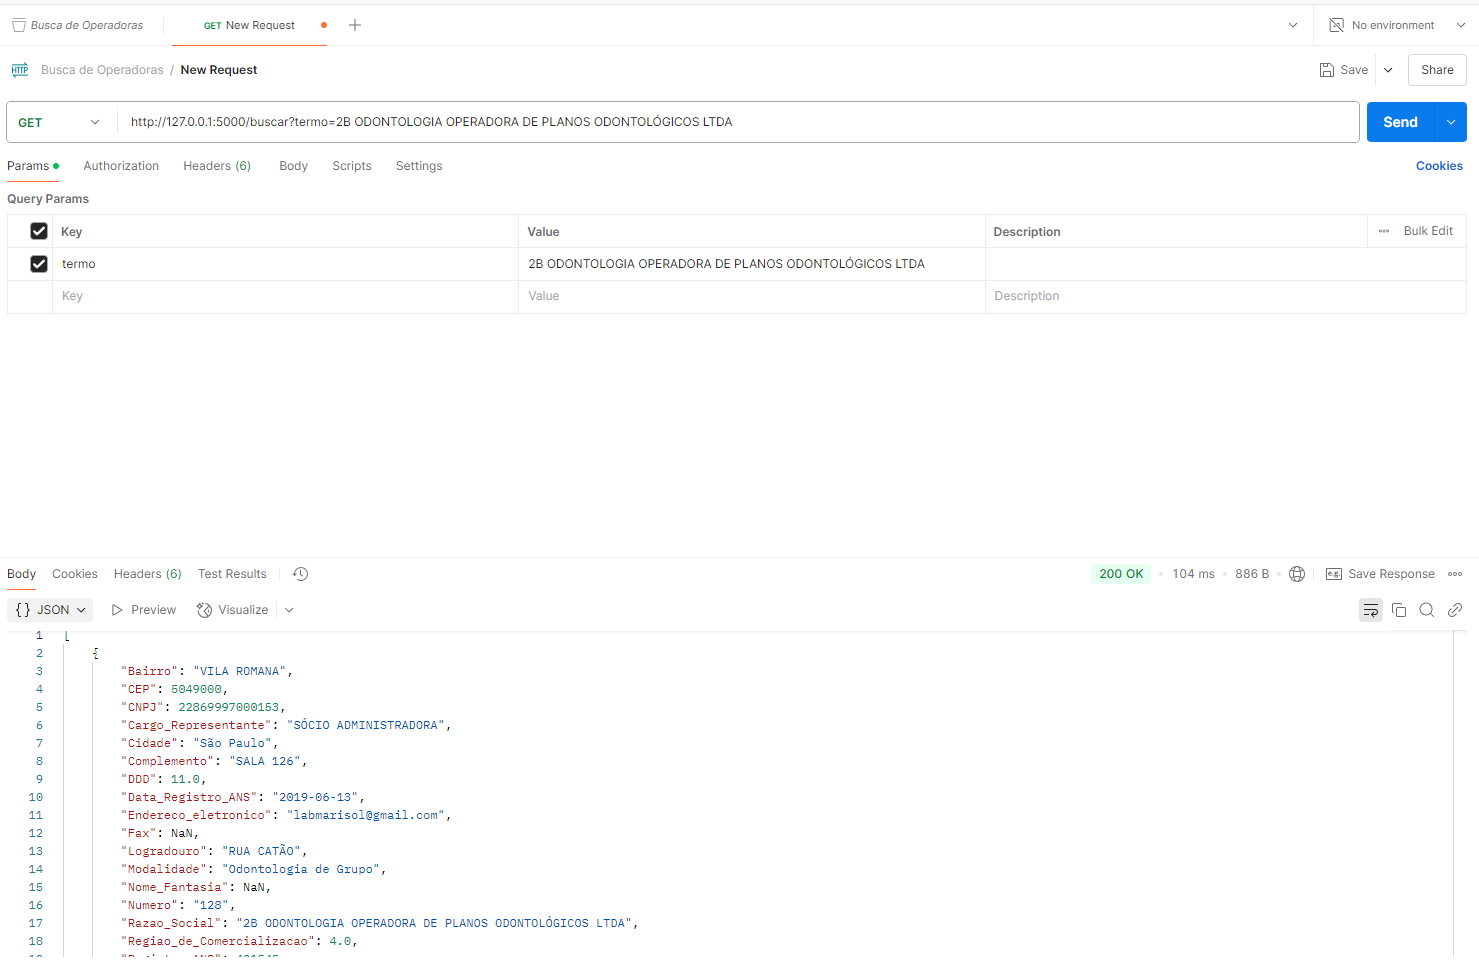 Busca de Operadoras
GET New Request
No environment
HTTP Busca de Operadoras / New Request
Save
Share
GET
http://127.0.0.1:5000/buscar?termo=2B ODONTOLOGIA OPERADORA DE PLANOS ODONTOLÓGICOS LTDA
Send
Params Authorization Headers (6) Body Scripts Settings
Cookies
Query Params
Key Value Description Bulk Edit
termo 2B ODONTOLOGIA OPERADORA DE PLANOS ODONTOLÓGICOS LTDA
Key Value Description
Body Cookies Headers (6) Test Results
200 OK 104 ms 886 B e.g. Save Response
{} JSON Preview Visualize
1 [
2 {
3 "Bairro": "VILA ROMANA",
4 "CEP": 5049000,
5 "CNPJ": 22869997000153,
6 "Cargo_Representante": "SÓCIO ADMINISTRADORA",
7 "Cidade": "São Paulo",
8 "Complemento": "SALA 126",
9 "DDD": 11.0,
10 "Data_Registro_ANS": "2019-06-13",
11 "Endereco_eletronico": "labmarisol@gmail.com",
12 "Fax": NaN,
13 "Logradouro": "RUA CATÃO",
14 "Modalidade": "Odontologia de Grupo",
15 "Nome_Fantasia": NaN,
16 "Numero": "128",
17 "Razao_Social": "2B ODONTOLOGIA OPERADORA DE PLANOS ODONTOLÓGICOS LTDA",
18 "Regiao_de_Comercializacao": 4.0,